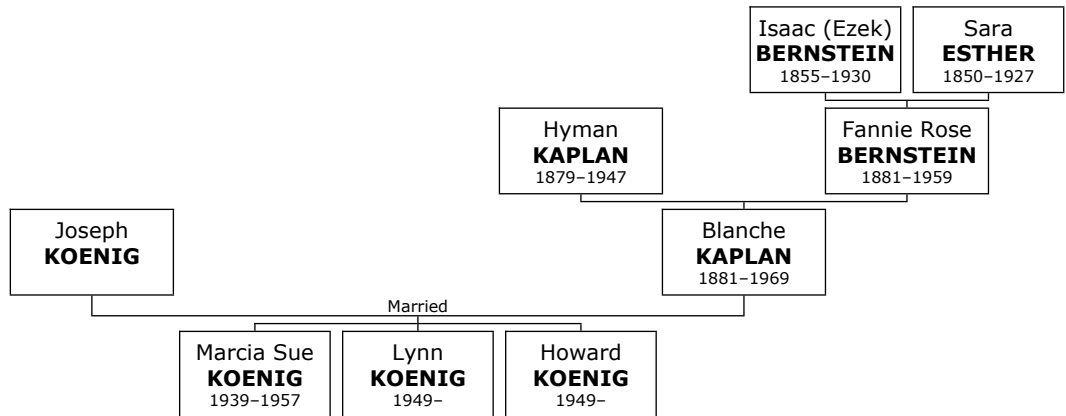 Isaac (Ezek)
BERNSTEIN
1855–1930
Sara
ESTHER
1850–1927
Hyman
KAPLAN
1879–1947
Fannie Rose
BERNSTEIN
1881–1959
Joseph
KOENIG
Blanche
KAPLAN
1881–1969
Married
Marcia Sue
KOENIG
1939–1957
Lynn
KOENIG
1949–
Howard
KOENIG
1949–